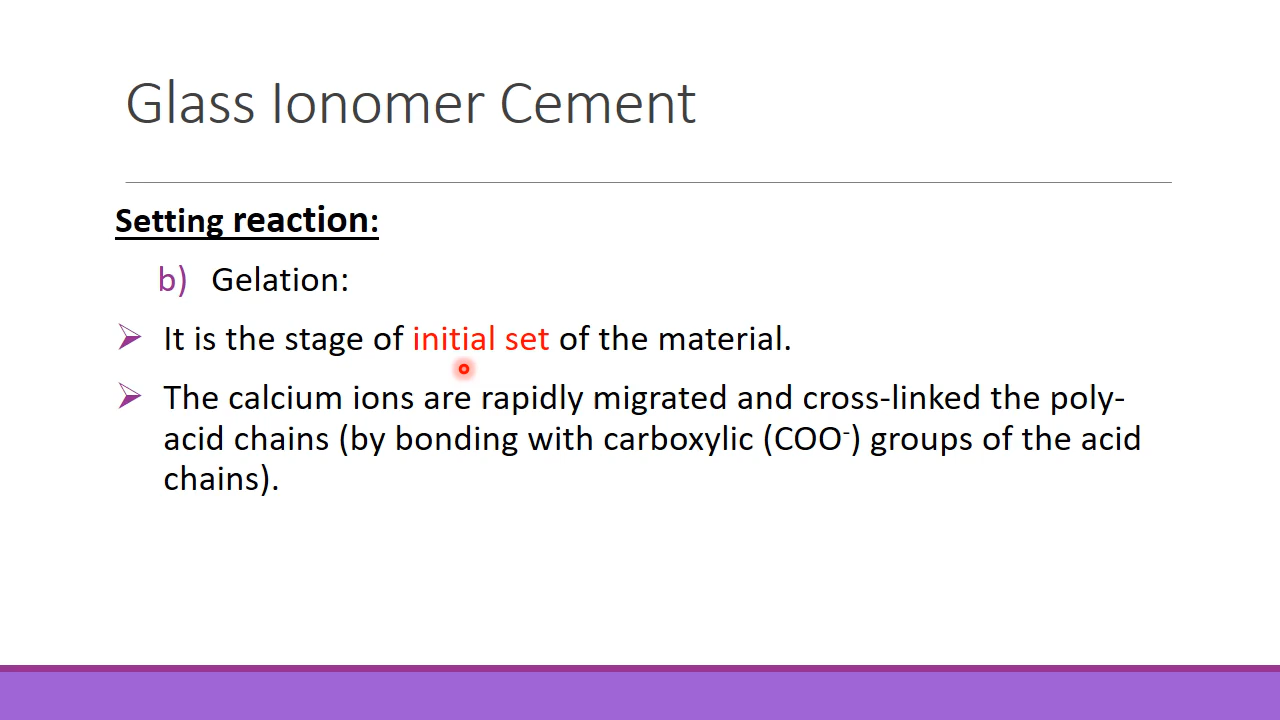 Glass Ionomer Cement
Setting reaction:
b) Gelation:
➢ It is the stage of initial set of the material.
➢ The calcium ions are rapidly migrated and cross-linked the poly-
acid chains (by bonding with carboxylic (COO⁻) groups of the acid
chains).